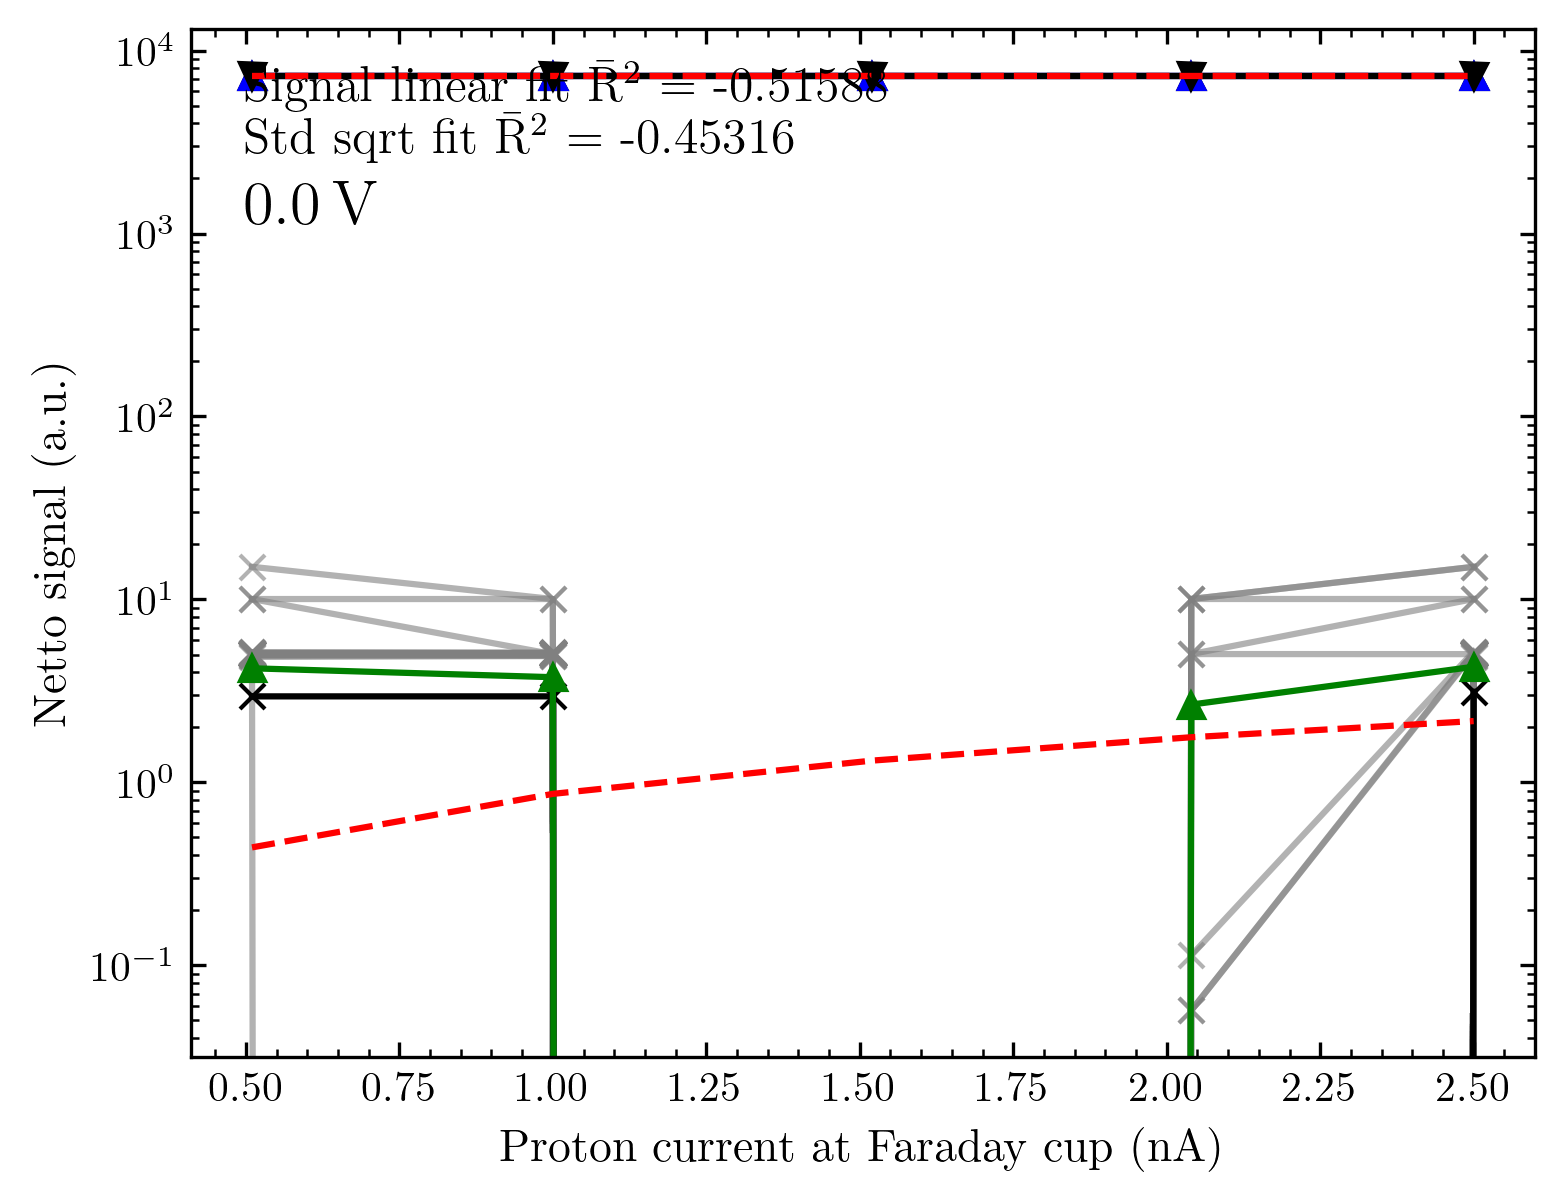 10⁴
Signal linear fit R̄² = -0.51588
Std sqrt fit R̄² = -0.45316
0.0 V
10³
10²
10¹
10⁰
10⁻¹
Netto signal (a.u.)
0.50 0.75 1.00 1.25 1.50 1.75 2.00 2.25 2.50
Proton current at Faraday cup (nA)